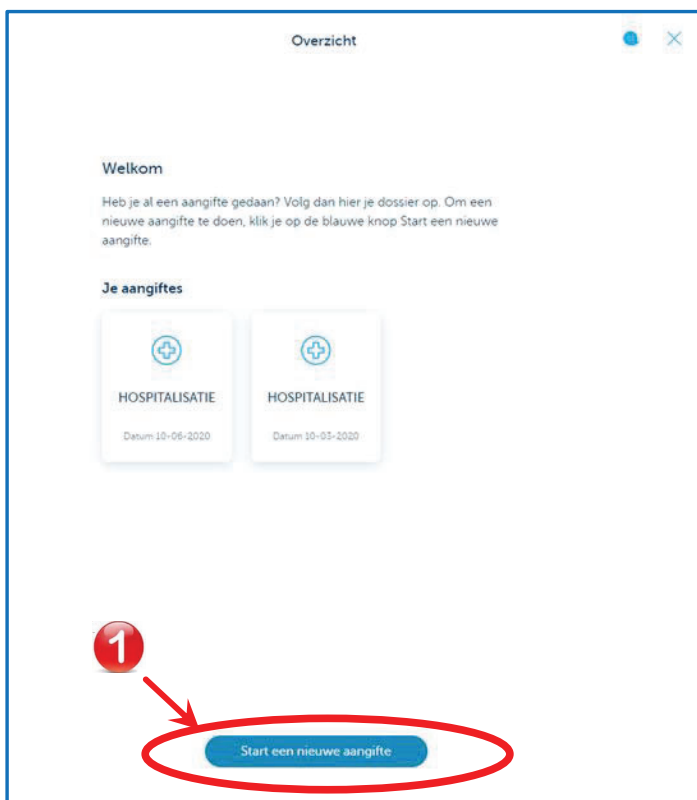 Overzicht
Welkom
Heb je al een aangifte gedaan? Volg dan hier je dossier op. Om een
nieuwe aangifte te doen, klik je op de blauwe knop Start een nieuwe
aangifte.
Je aangiftes
HOSPITALISATIE
Datum 10-06-2020
HOSPITALISATIE
Datum 10-03-2020
1
Start een nieuwe aangifte